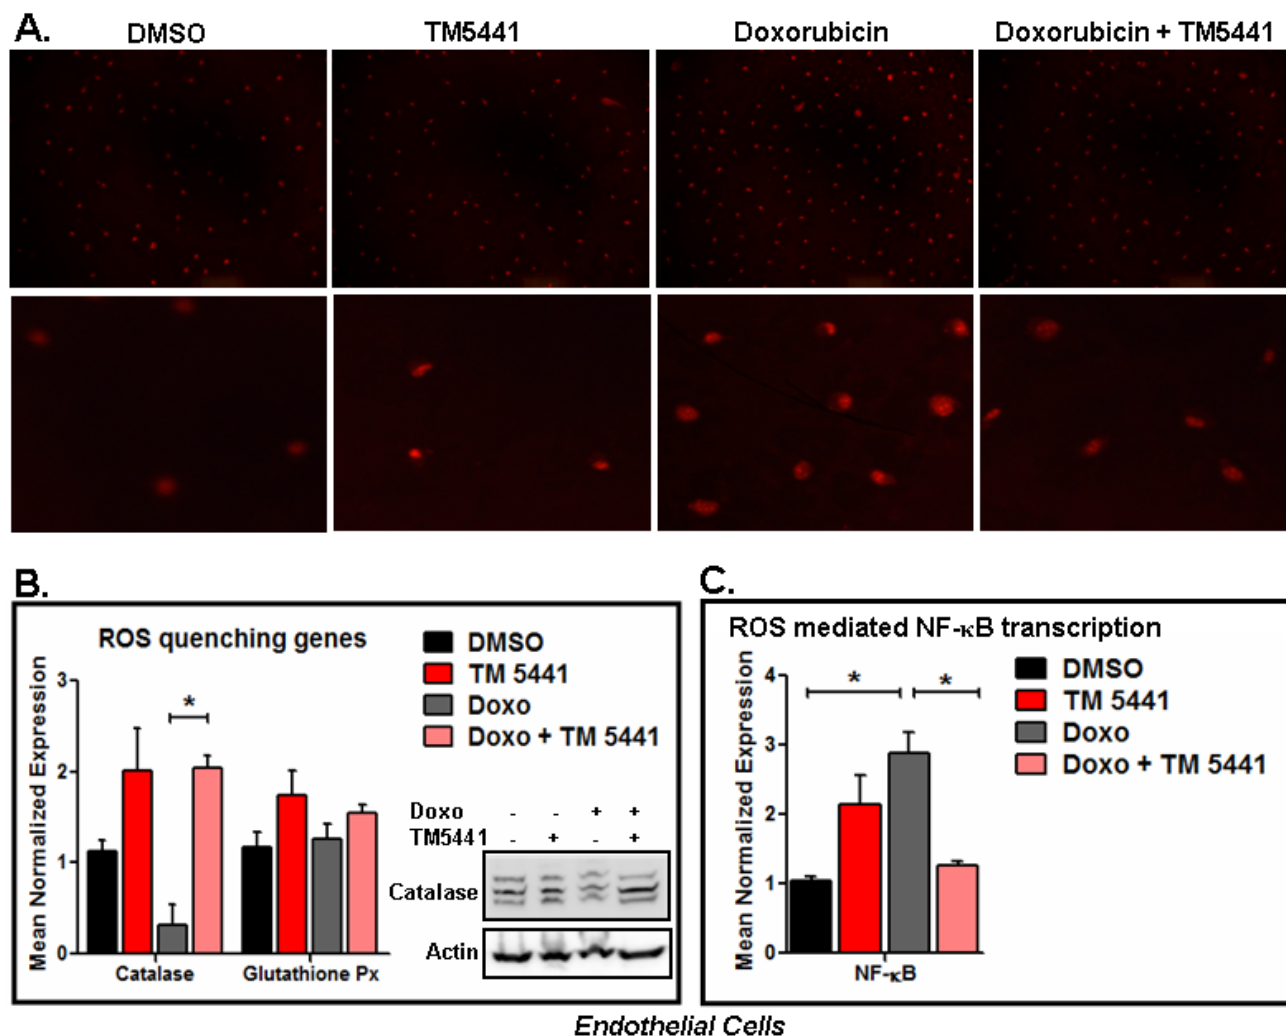 A.
DMSO
TM5441
Doxorubicin
Doxorubicin + TM5441
B.
ROS quenching genes
DMSO
TM 5441
Doxo
Doxo + TM 5441
Mean Normalized Expression
3
2
1
0
*
Catalase
Glutathione Px
Doxo - - + +
TM5441 - + - +
Catalase
Actin
C.
ROS mediated NF-κB transcription
DMSO
TM 5441
Doxo
Doxo + TM 5441
Mean Normalized Expression
4
3
2
1
0
* *
NF-κB
Endothelial Cells